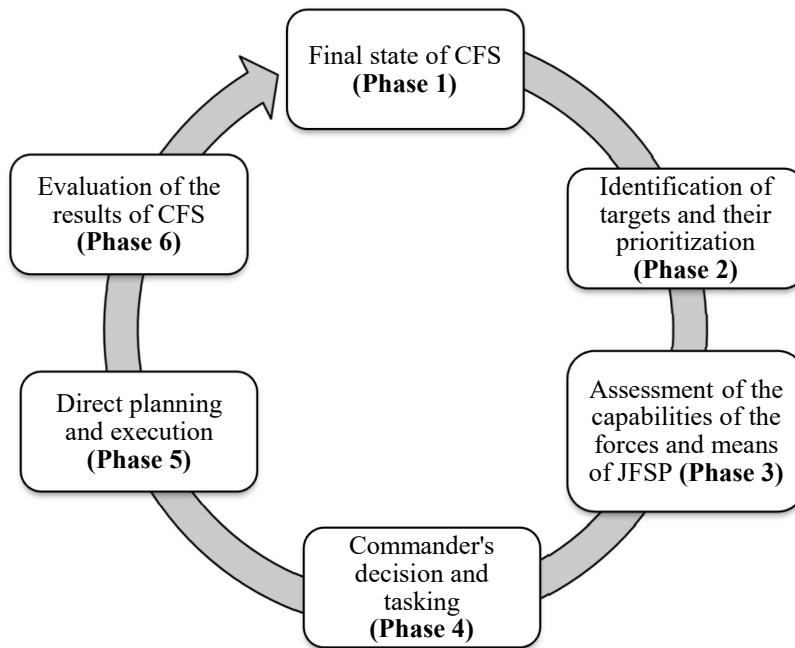 Final state of CFS
(Phase 1)
Identification of
targets and their
prioritization
(Phase 2)
Assessment of the
capabilities of the
forces and means
of JFSP (Phase 3)
Commander's
decision and
tasking
(Phase 4)
Direct planning
and execution
(Phase 5)
Evaluation of the
results of CFS
(Phase 6)